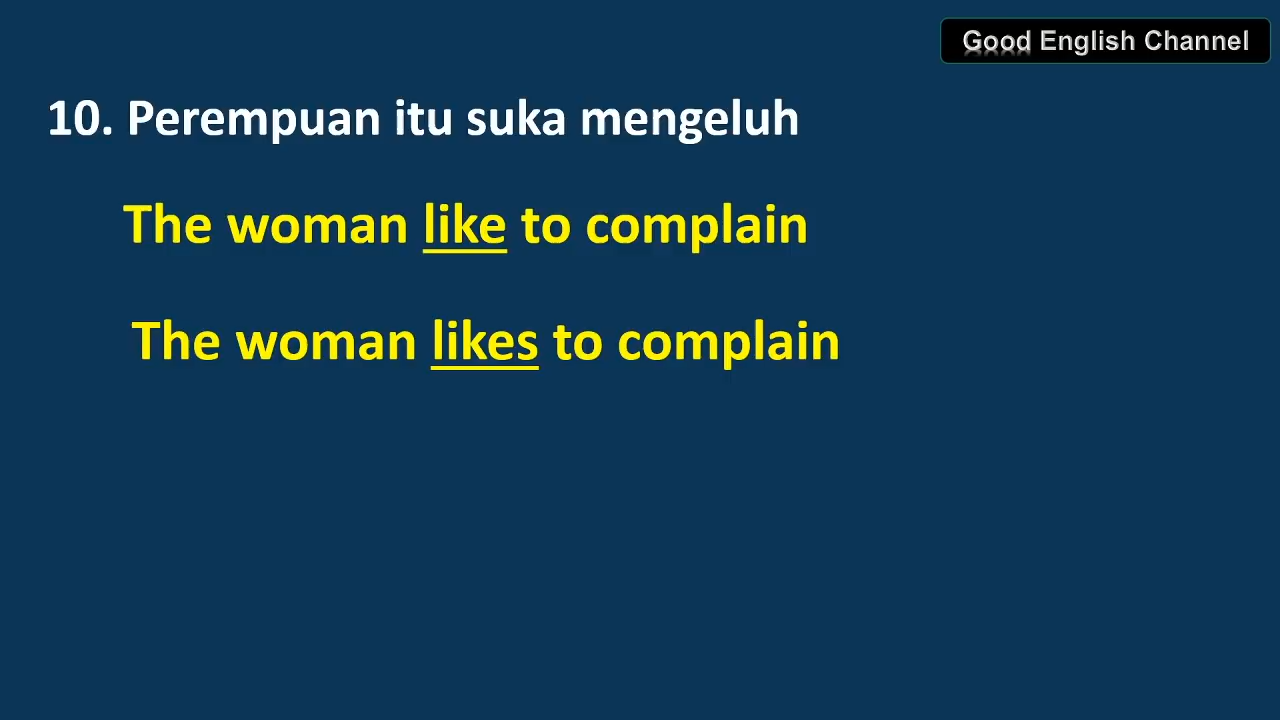 Good English Channel
10. Perempuan itu suka mengeluh
The woman like to complain
The woman likes to complain